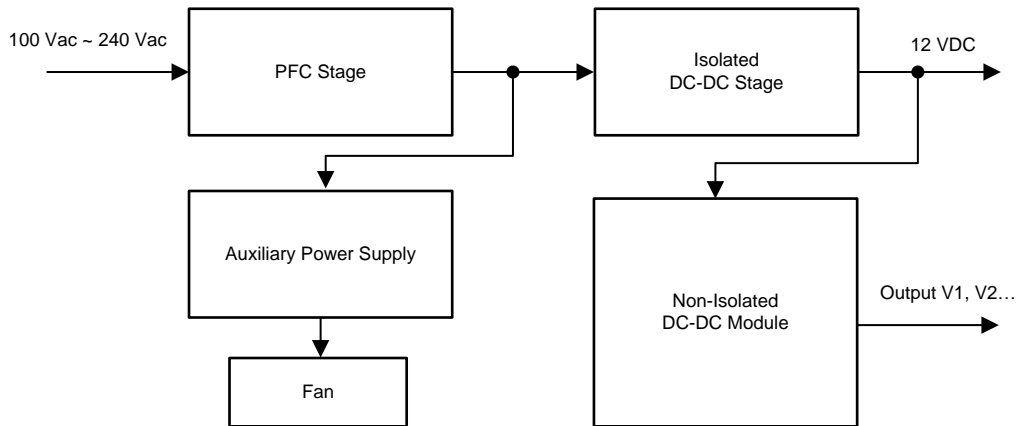 100 Vac ~ 240 Vac
PFC Stage
Isolated
DC-DC Stage
12 VDC
Auxiliary Power Supply
Non-Isolated
DC-DC Module
Output V1, V2…
Fan